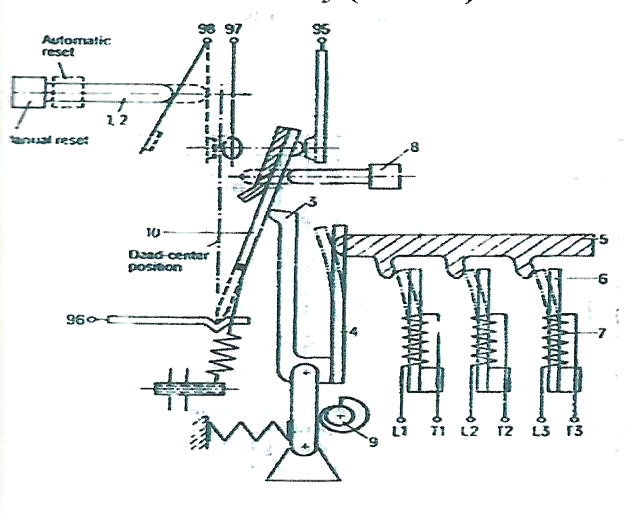 98 97 95
Automatic
reset
1,2
Manual reset
8
3
10
Dead-center
position
5
6
96
4
7
L1 T1 L2 T2 L3 T3
9